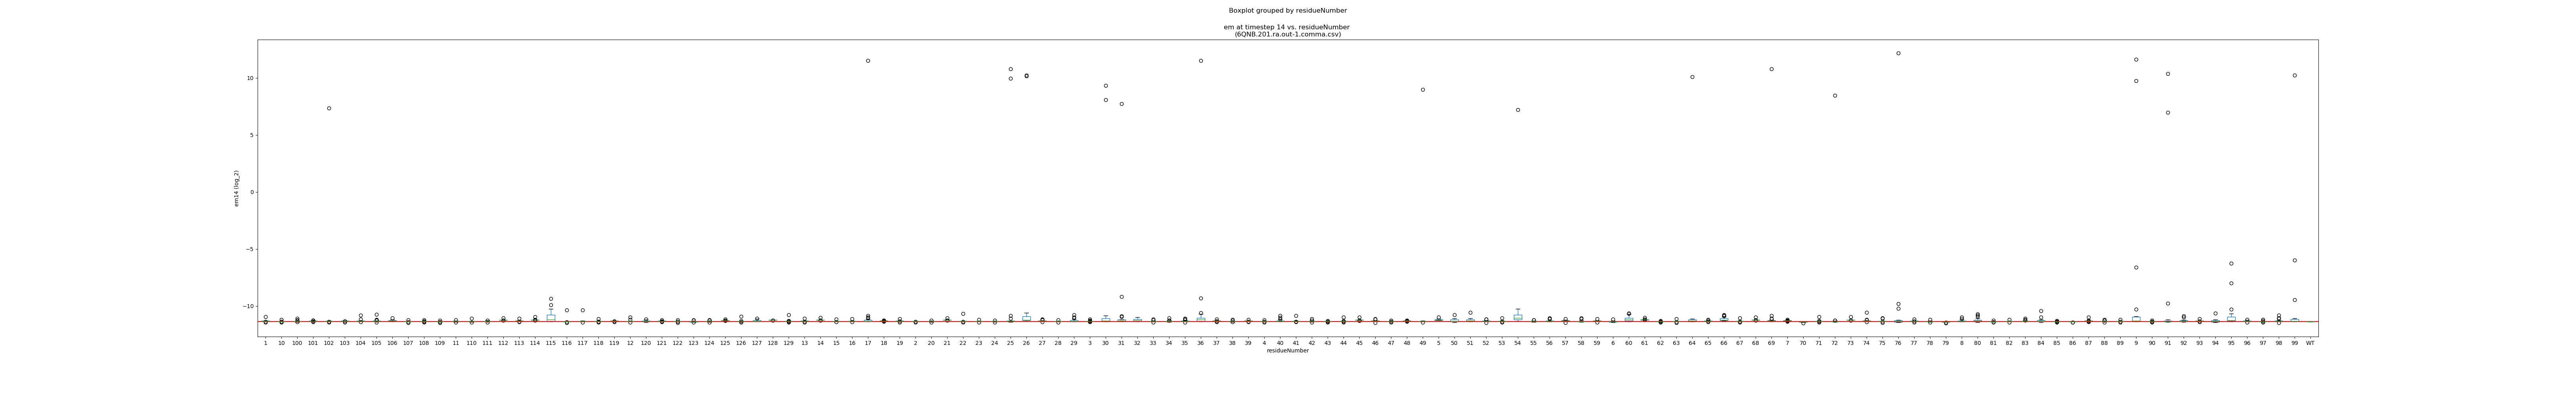 Boxplot grouped by residueNumber
em at timestep 14 vs. residueNumber
(6QNB.201.ra.out-1.comma.csv)
10
5
0
−5
−10
em14 (log_2)
1 10 100 101 102 103 104 105 106 107 108 109 11 110 111 112 113 114 115 116 117 118 119 12 120 121 122 123 124 125 126 127 128 129 13 14 15 16 17 18 19 2 20 21 22 23 24 25 26 27 28 29 3 30 31 32 33 34 35 36 37 38 39 4 40 41 42 43 44 45 46 47 48 49 5 50 51 52 53 54 55 56 57 58 59 6 60 61 62 63 64 65 66 67 68 69 7 70 71 72 73 74 75 76 77 78 79 8 80 81 82 83 84 85 86 87 88 89 9 90 91 92 93 94 95 96 97 98 99 WT
residueNumber